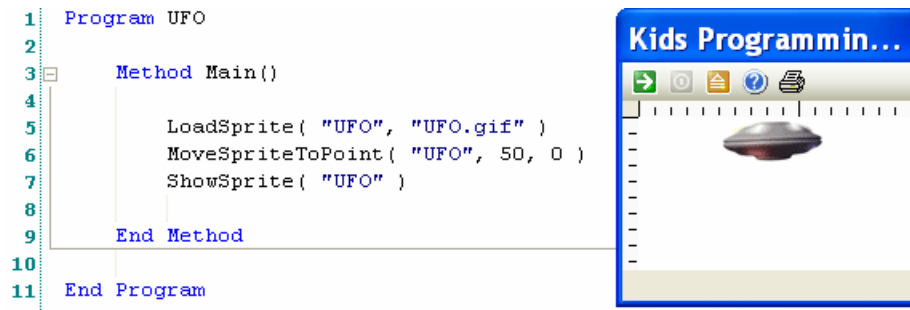 1 Program UFO
2
3 Method Main()
4
5 LoadSprite( "UFO", "UFO.gif" )
6 MoveSpriteToPoint( "UFO", 50, 0 )
7 ShowSprite( "UFO" )
8
9 End Method
10
11 End Program
Kids Programmin...